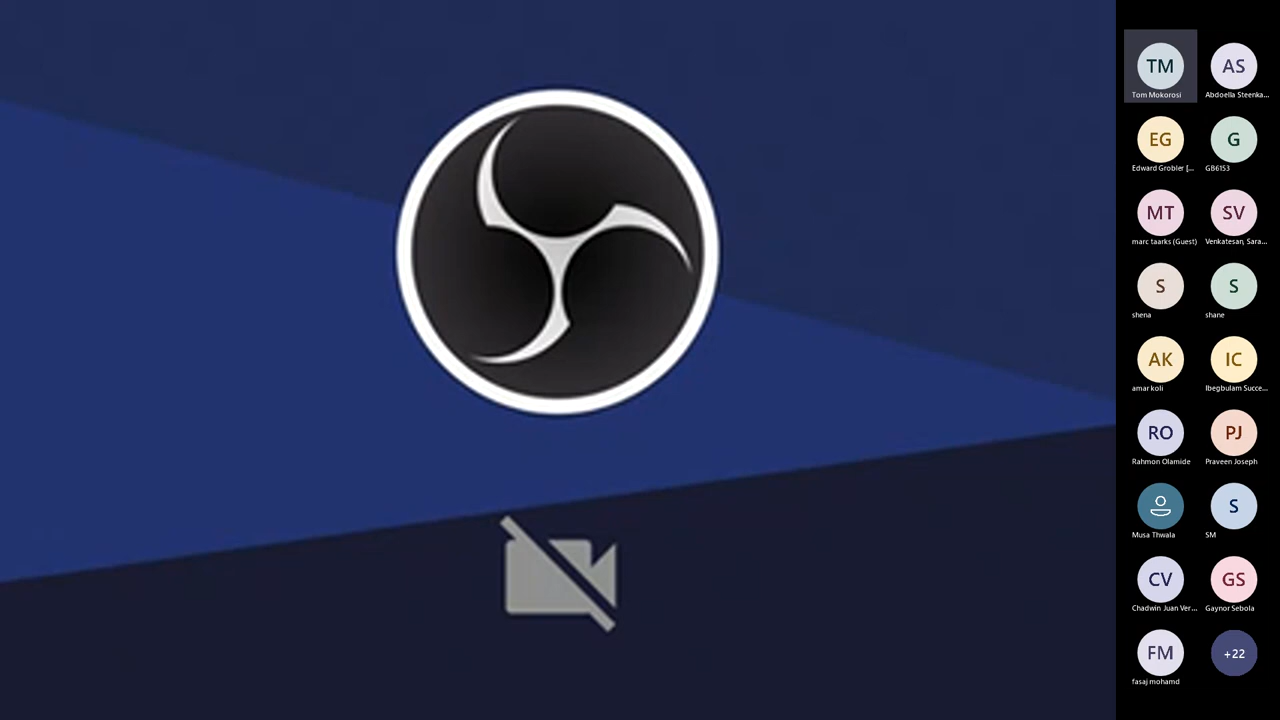 TM AS
Tom Mokorosi Abdoella Steenka...
EG G
Edward Grobler [... GB6153
MT SV
marc taarks (Guest) Venkatesan, Sara...
S S
shena shane
AK IC
amar koli Ibegbulam Succe...
RO PJ
Rahmon Olamide Praveen Joseph
S
Musa Thwala SM
CV GS
Chadwin Juan Ver... Gaynor Sebola
FM +22
fasaj mohamd